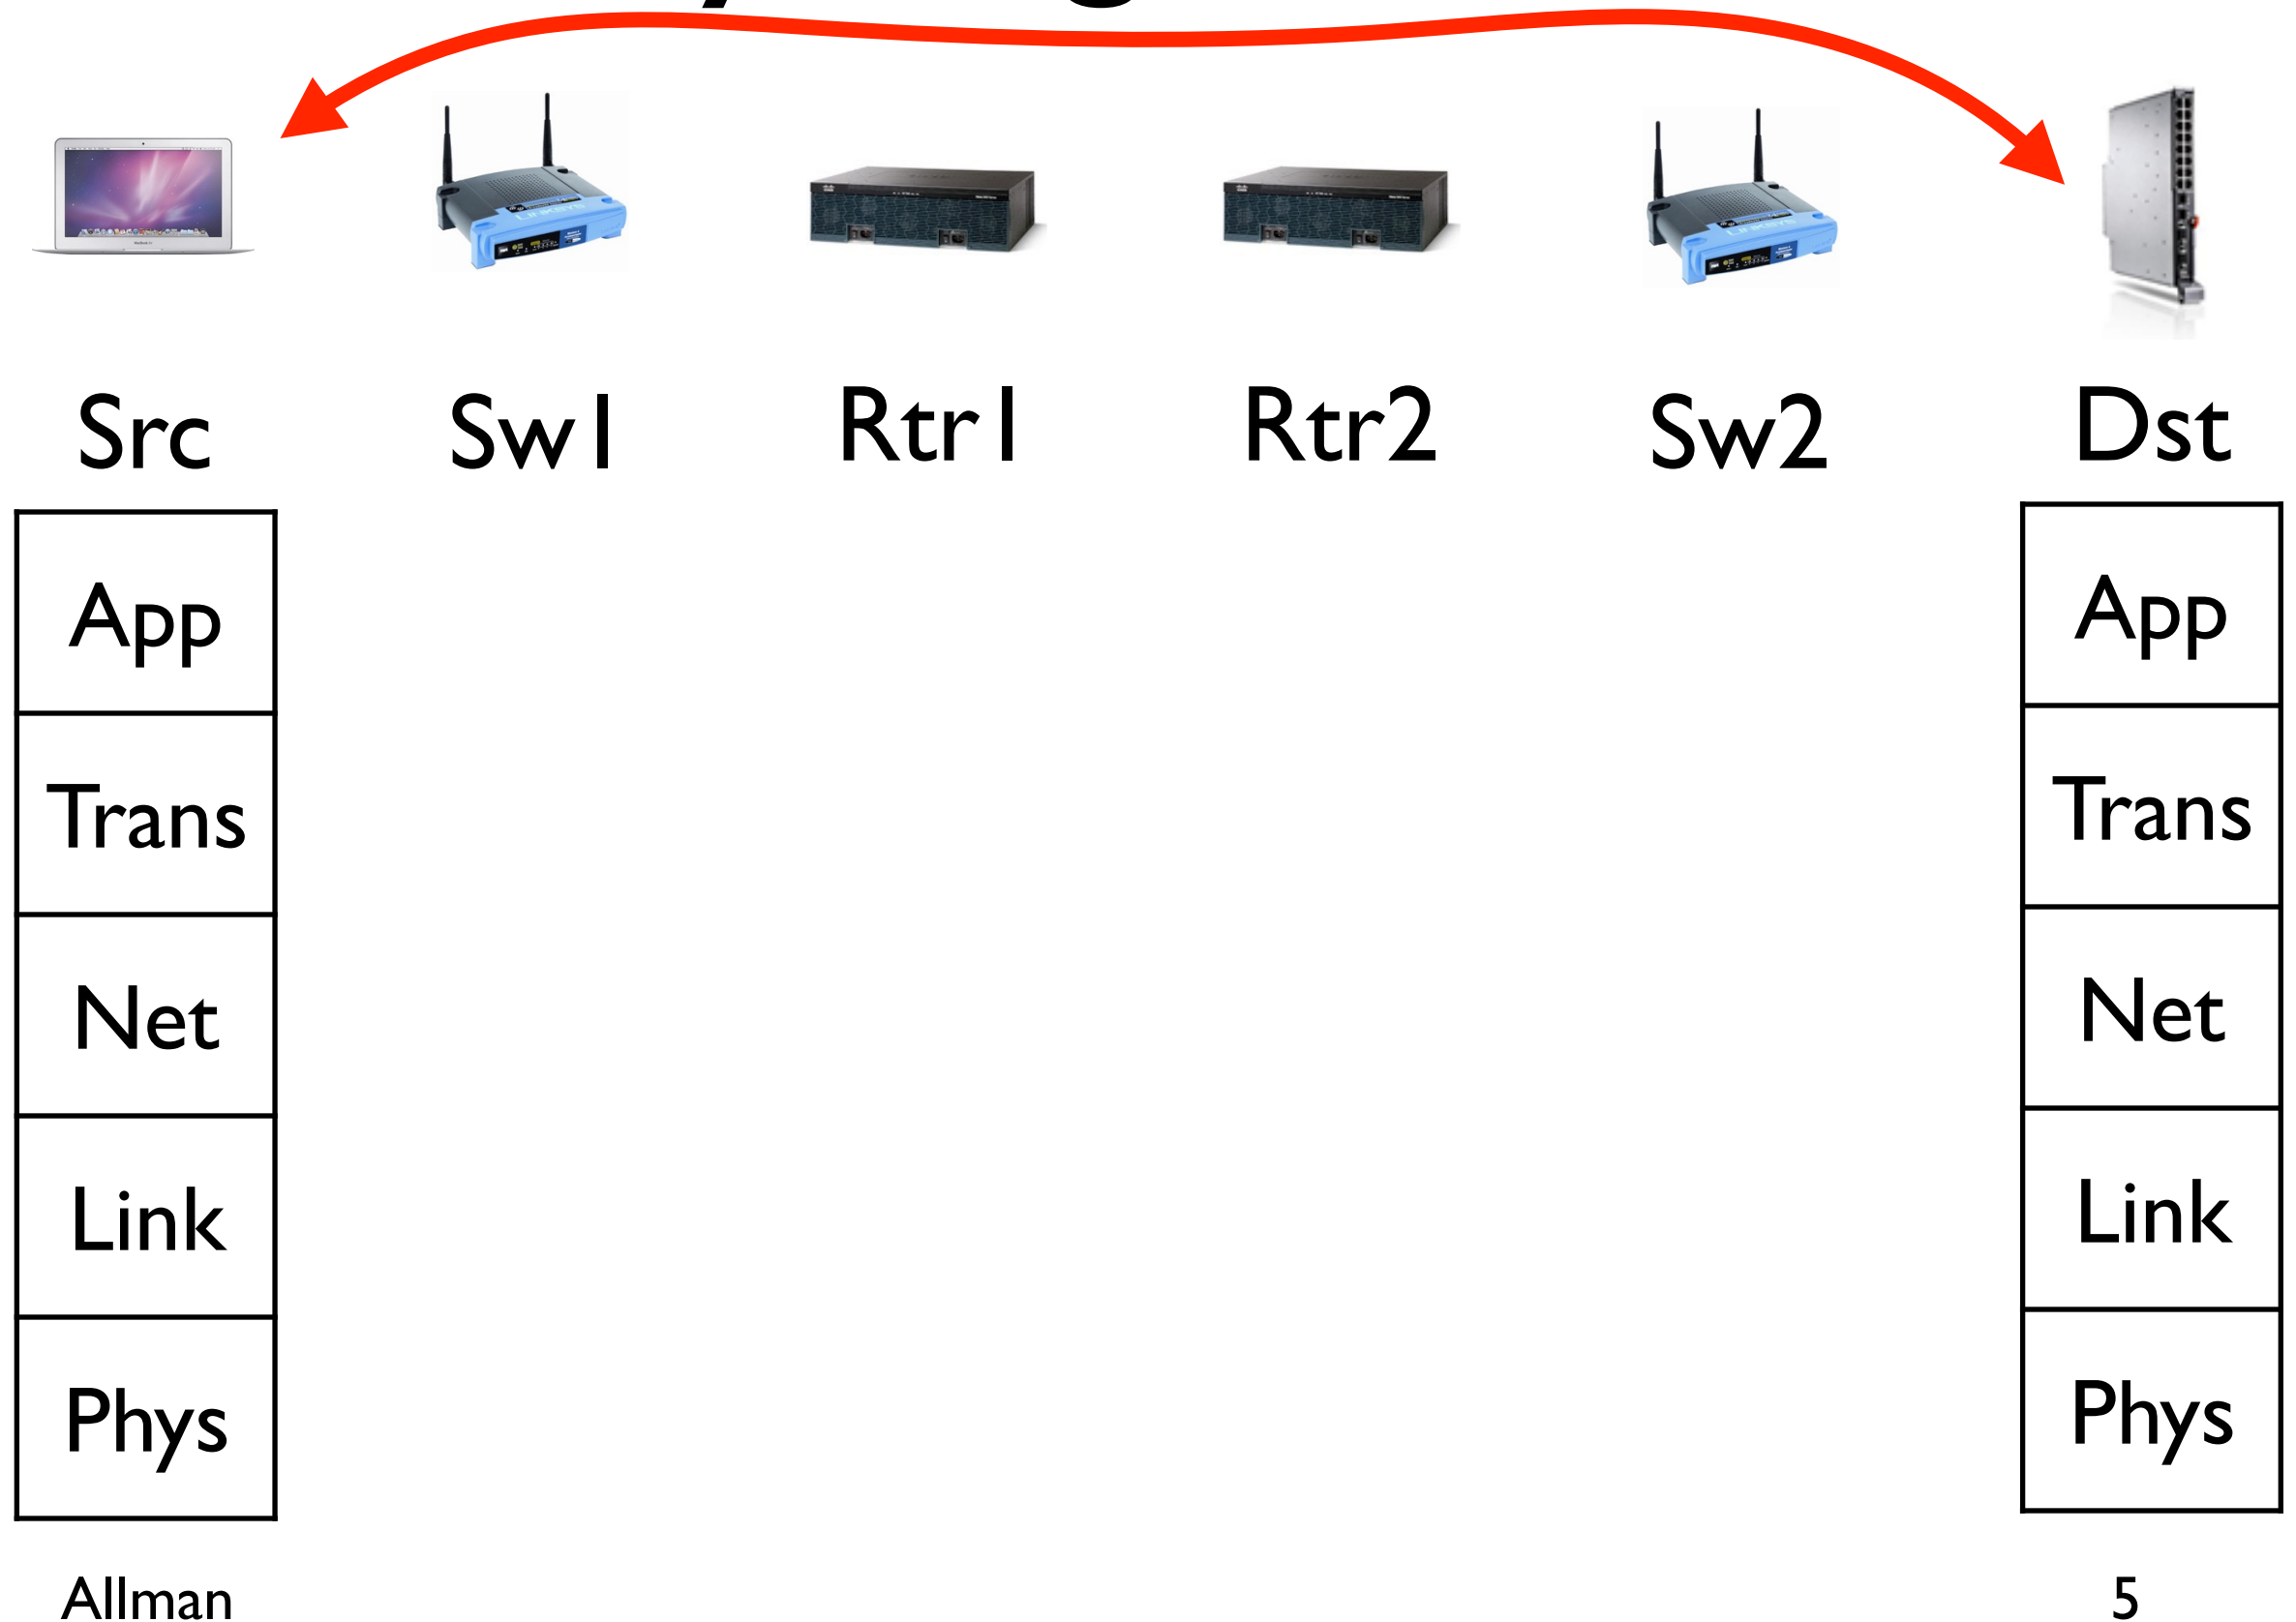 Src Sw1 Rtr1 Rtr2 Sw2 Dst
App App
Trans Trans
Net Net
Link Link
Phys Phys
Allman 5